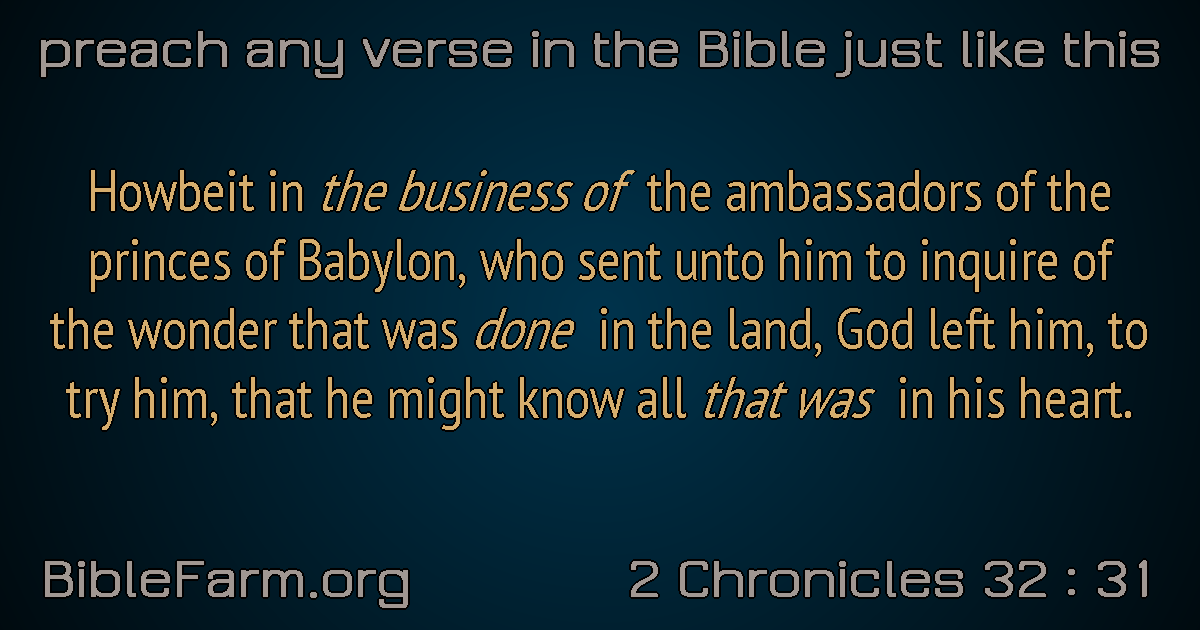 preach any verse in the Bible just like this
Howbeit in the business of the ambassadors of the
princes of Babylon, who sent unto him to inquire of
the wonder that was done in the land, God left him, to
try him, that he might know all that was in his heart.
BibleFarm.org
2 Chronicles 32 : 31